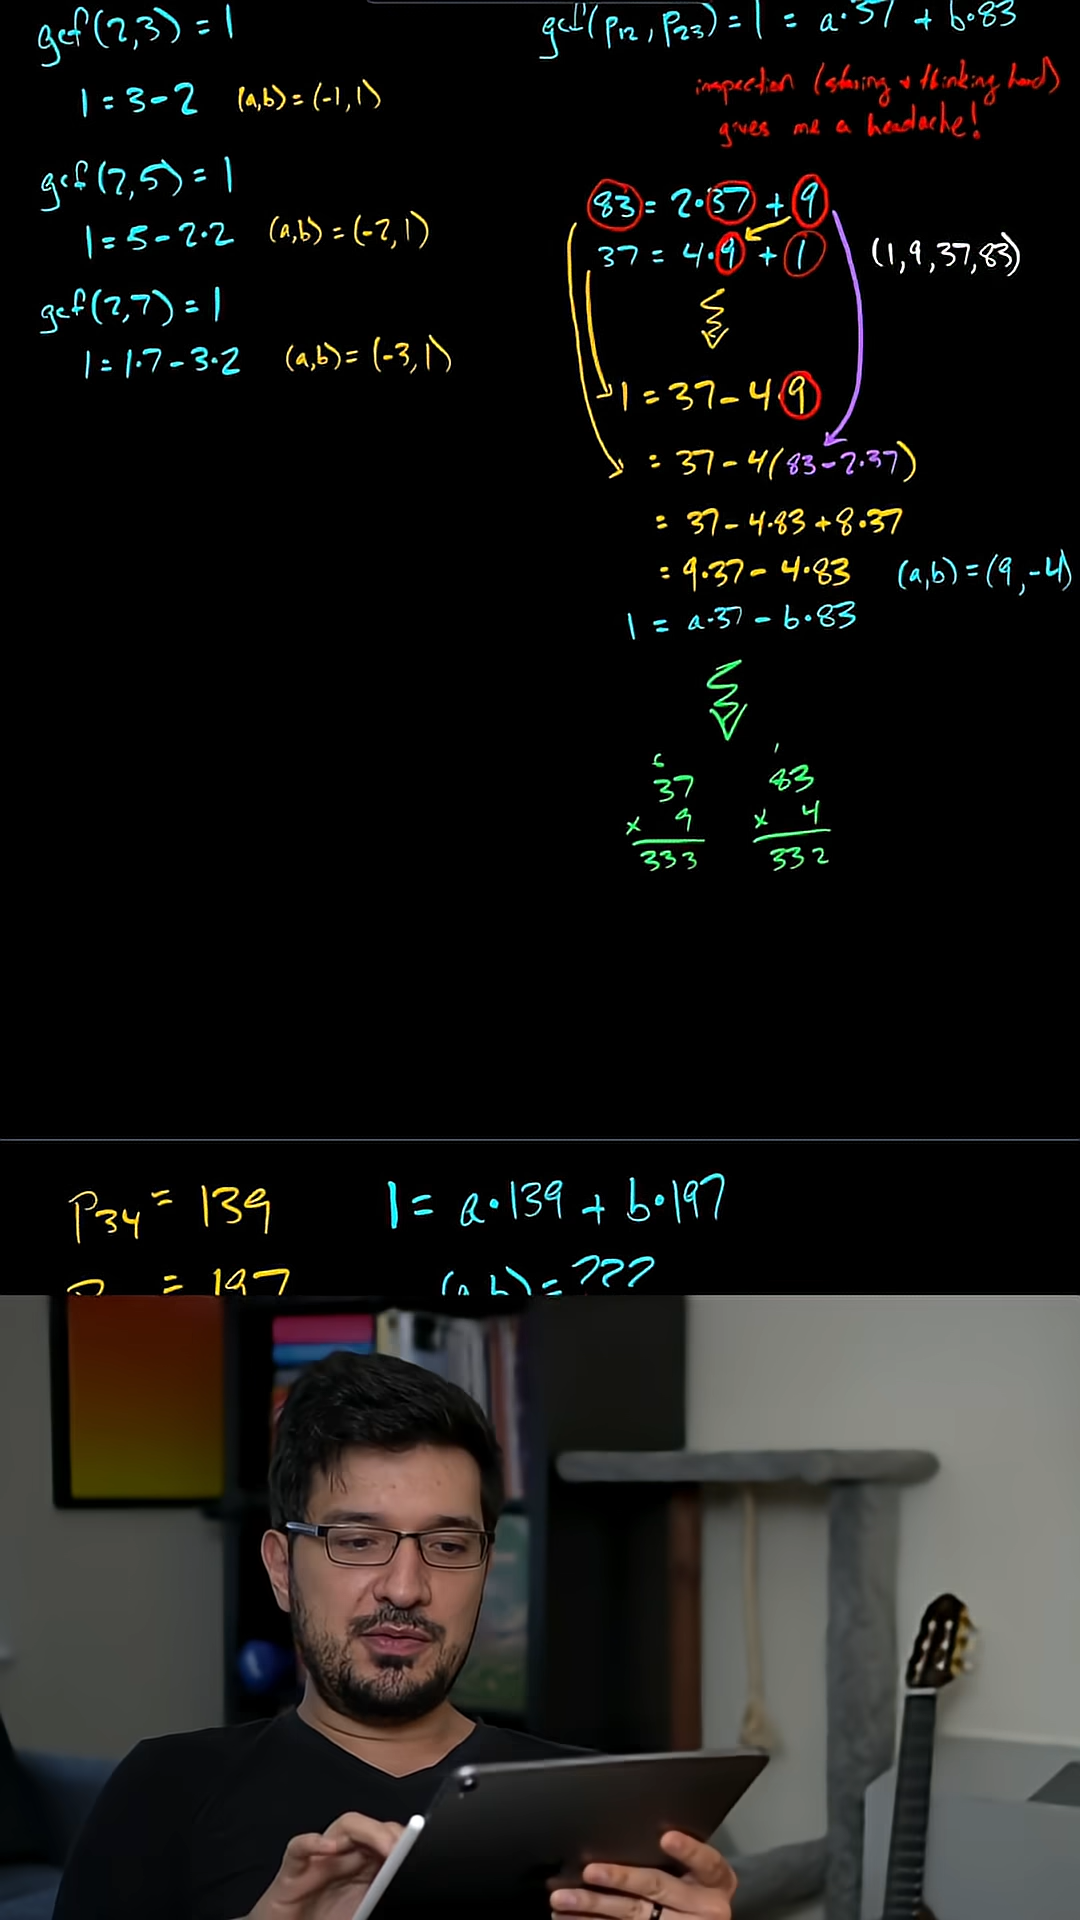 gcf(2,3) = 1
1 = 3 - 2 (a,b) = (-1, 1)
gcf(2,5) = 1
1 = 5 - 2·2 (a,b) = (-2, 1)
gcf(2,7) = 1
1 = 1·7 - 3·2 (a,b) = (-3, 1)
gcf(P12, P23) = 1 = a·37 + b·83
inspection (staring & thinking hard)
gives me a headache!
83 = 2·37 + 9
37 = 4·9 + 1 (1,9,37,83)
1 = 37 - 4·9
= 37 - 4(83 - 2·37)
= 37 - 4·83 + 8·37
= 9·37 - 4·83 (a,b) = (9, -4)
1 = a·37 - b·83
6
37
x 9
333
1
83
x 4
332
P34 = 139 1 = a·139 + b·197
= 197 (a,b) = ???